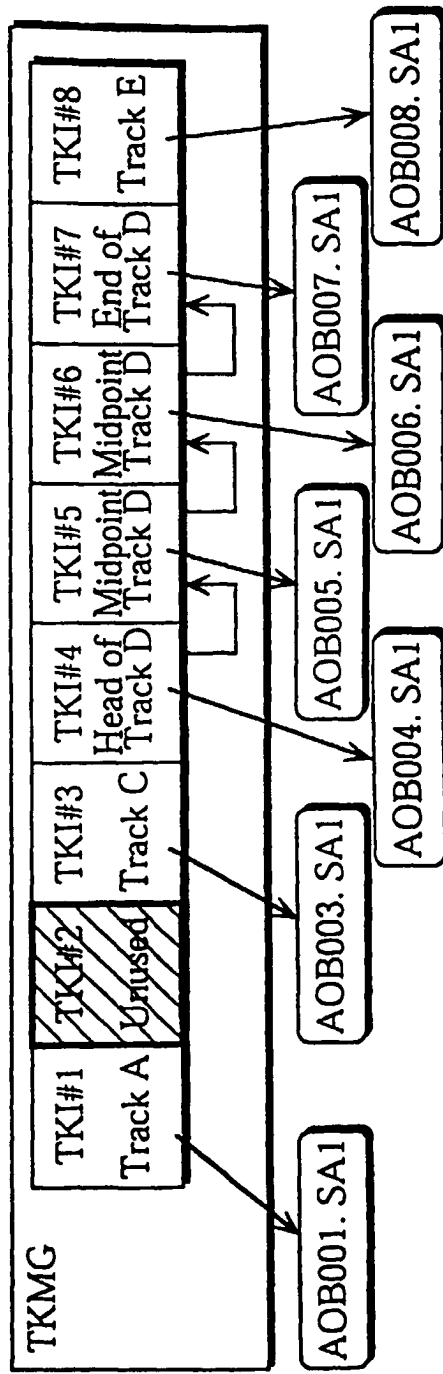 TKMG
TKI#1
Track A
TKI#2
Unused
TKI#3
Track C
TKI#4
Head of
Track D
TKI#5
Midpoint
Track D
TKI#6
Midpoint
Track D
TKI#7
End of
Track D
TKI#8
Track E
AOB001. SA1
AOB003. SA1
AOB004. SA1
AOB005. SA1
AOB006. SA1
AOB007. SA1
AOB008. SA1